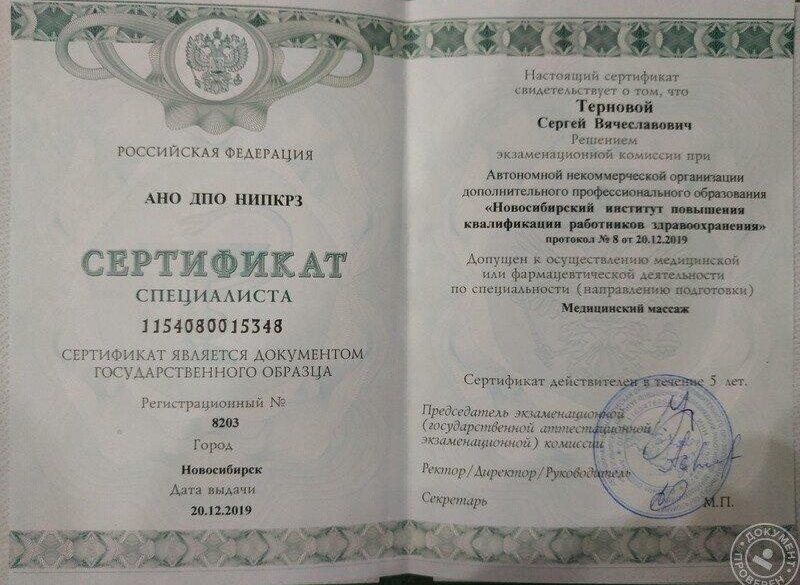 РОССИЙСКАЯ ФЕДЕРАЦИЯ
АНО ДПО НИПКРЗ
СЕРТИФИКАТ
СПЕЦИАЛИСТА
1154080015348
СЕРТИФИКАТ ЯВЛЯЕТСЯ ДОКУМЕНТОМ
ГОСУДАРСТВЕННОГО ОБРАЗЦА
Регистрационный №
8203
Город
Новосибирск
Дата выдачи
20.12.2019
Настоящий сертификат
свидетельствует о том, что
Терновой
Сергей Вячеславович
Решением
экзаменационной комиссии при
Автономной некоммерческой организации
дополнительного профессионального образования
«Новосибирский институт повышения
квалификации работников здравоохранения»
протокол № 8 от 20.12.2019
Допущен к осуществлению медицинской
или фармацевтической деятельности
по специальности (направлению подготовки)
Медицинский массаж
Сертификат действителен в течение 5 лет.
Председатель экзаменационной
(государственной аттестационной
экзаменационной) комиссии
Ректор/Директор/Руководитель
Секретарь
М.П.
ДОКУМЕНТ ПРОВЕРЕН